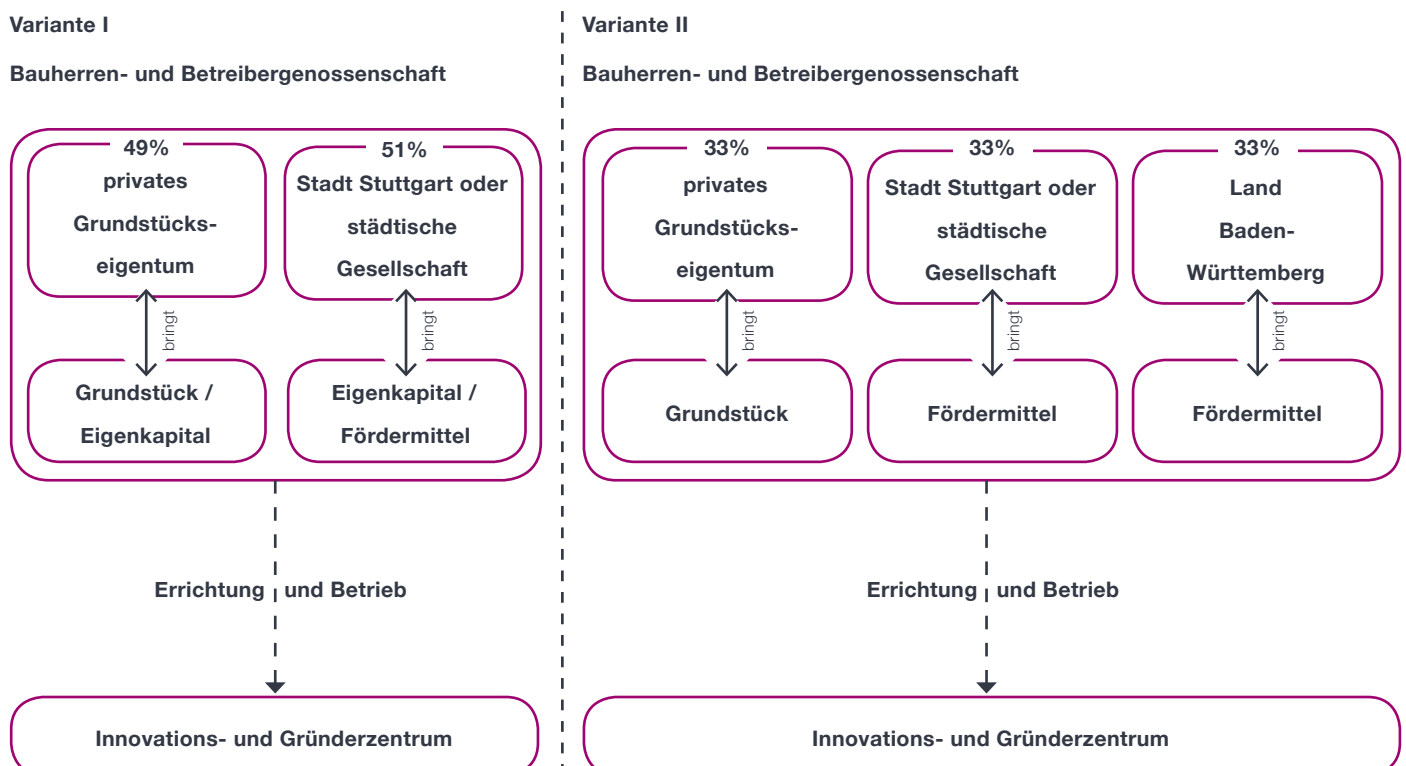 Variante I
Bauherren- und Betreibergenossenschaft
49%
privates
Grundstücks-
eigentum
51%
Stadt Stuttgart oder
städtische
Gesellschaft
bringt
bringt
Grundstück /
Eigenkapital
Eigenkapital /
Fördermittel
Errichtung und Betrieb
Innovations- und Gründerzentrum
Variante II
Bauherren- und Betreibergenossenschaft
33%
privates
Grundstücks-
eigentum
33%
Stadt Stuttgart oder
städtische
Gesellschaft
33%
Land
Baden-
Württemberg
bringt
bringt
bringt
Grundstück
Fördermittel
Fördermittel
Errichtung und Betrieb
Innovations- und Gründerzentrum